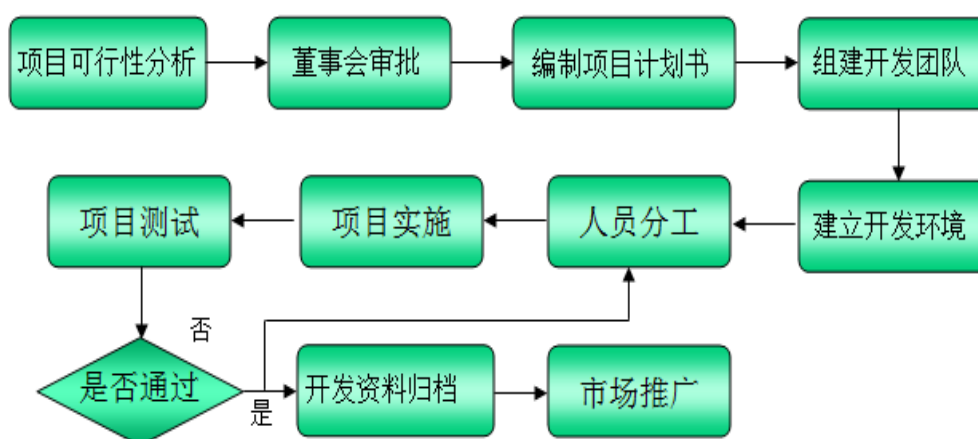 项目可行性分析
董事会审批
编制项目计划书
组建开发团队
建立开发环境
人员分工
项目实施
项目测试
是否通过
否
是
开发资料归档
市场推广